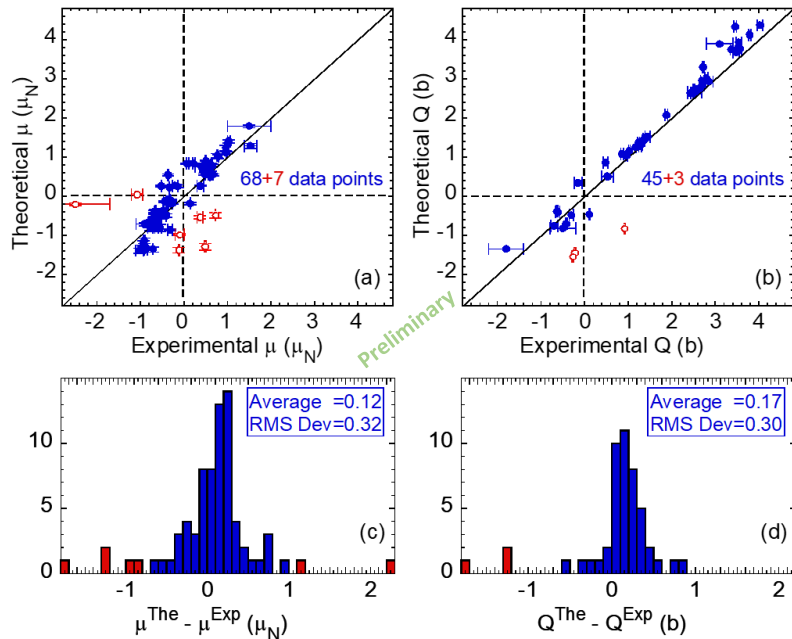 4
3
2
1
0
-1
-2
Theoretical μ (μN)
68+7 data points
(a)
-2 -1 0 1 2 3 4
Experimental μ (μN)
4
3
2
1
0
-1
-2
Theoretical Q (b)
45+3 data points
(b)
-2 -1 0 1 2 3 4
Experimental Q (b)
Preliminary
10
5
0
Average =0.12
RMS Dev=0.32
(c)
-1 0 1 2
μThe - μExp (μN)
10
5
0
Average =0.17
RMS Dev=0.30
(d)
-1 0 1 2
QThe - QExp (b)